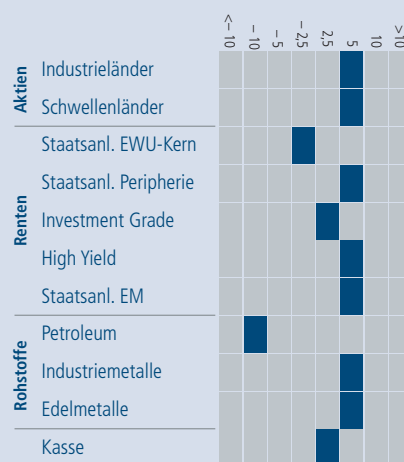 <– 10
– 10
– 5
– 2,5
2,5
5
10
>10
Aktien
Industrieländer
Schwellenländer
Renten
Staatsanl. EWU-Kern
Staatsanl. Peripherie
Investment Grade
High Yield
Staatsanl. EM
Rohstoffe
Petroleum
Industriemetalle
Edelmetalle
Kasse